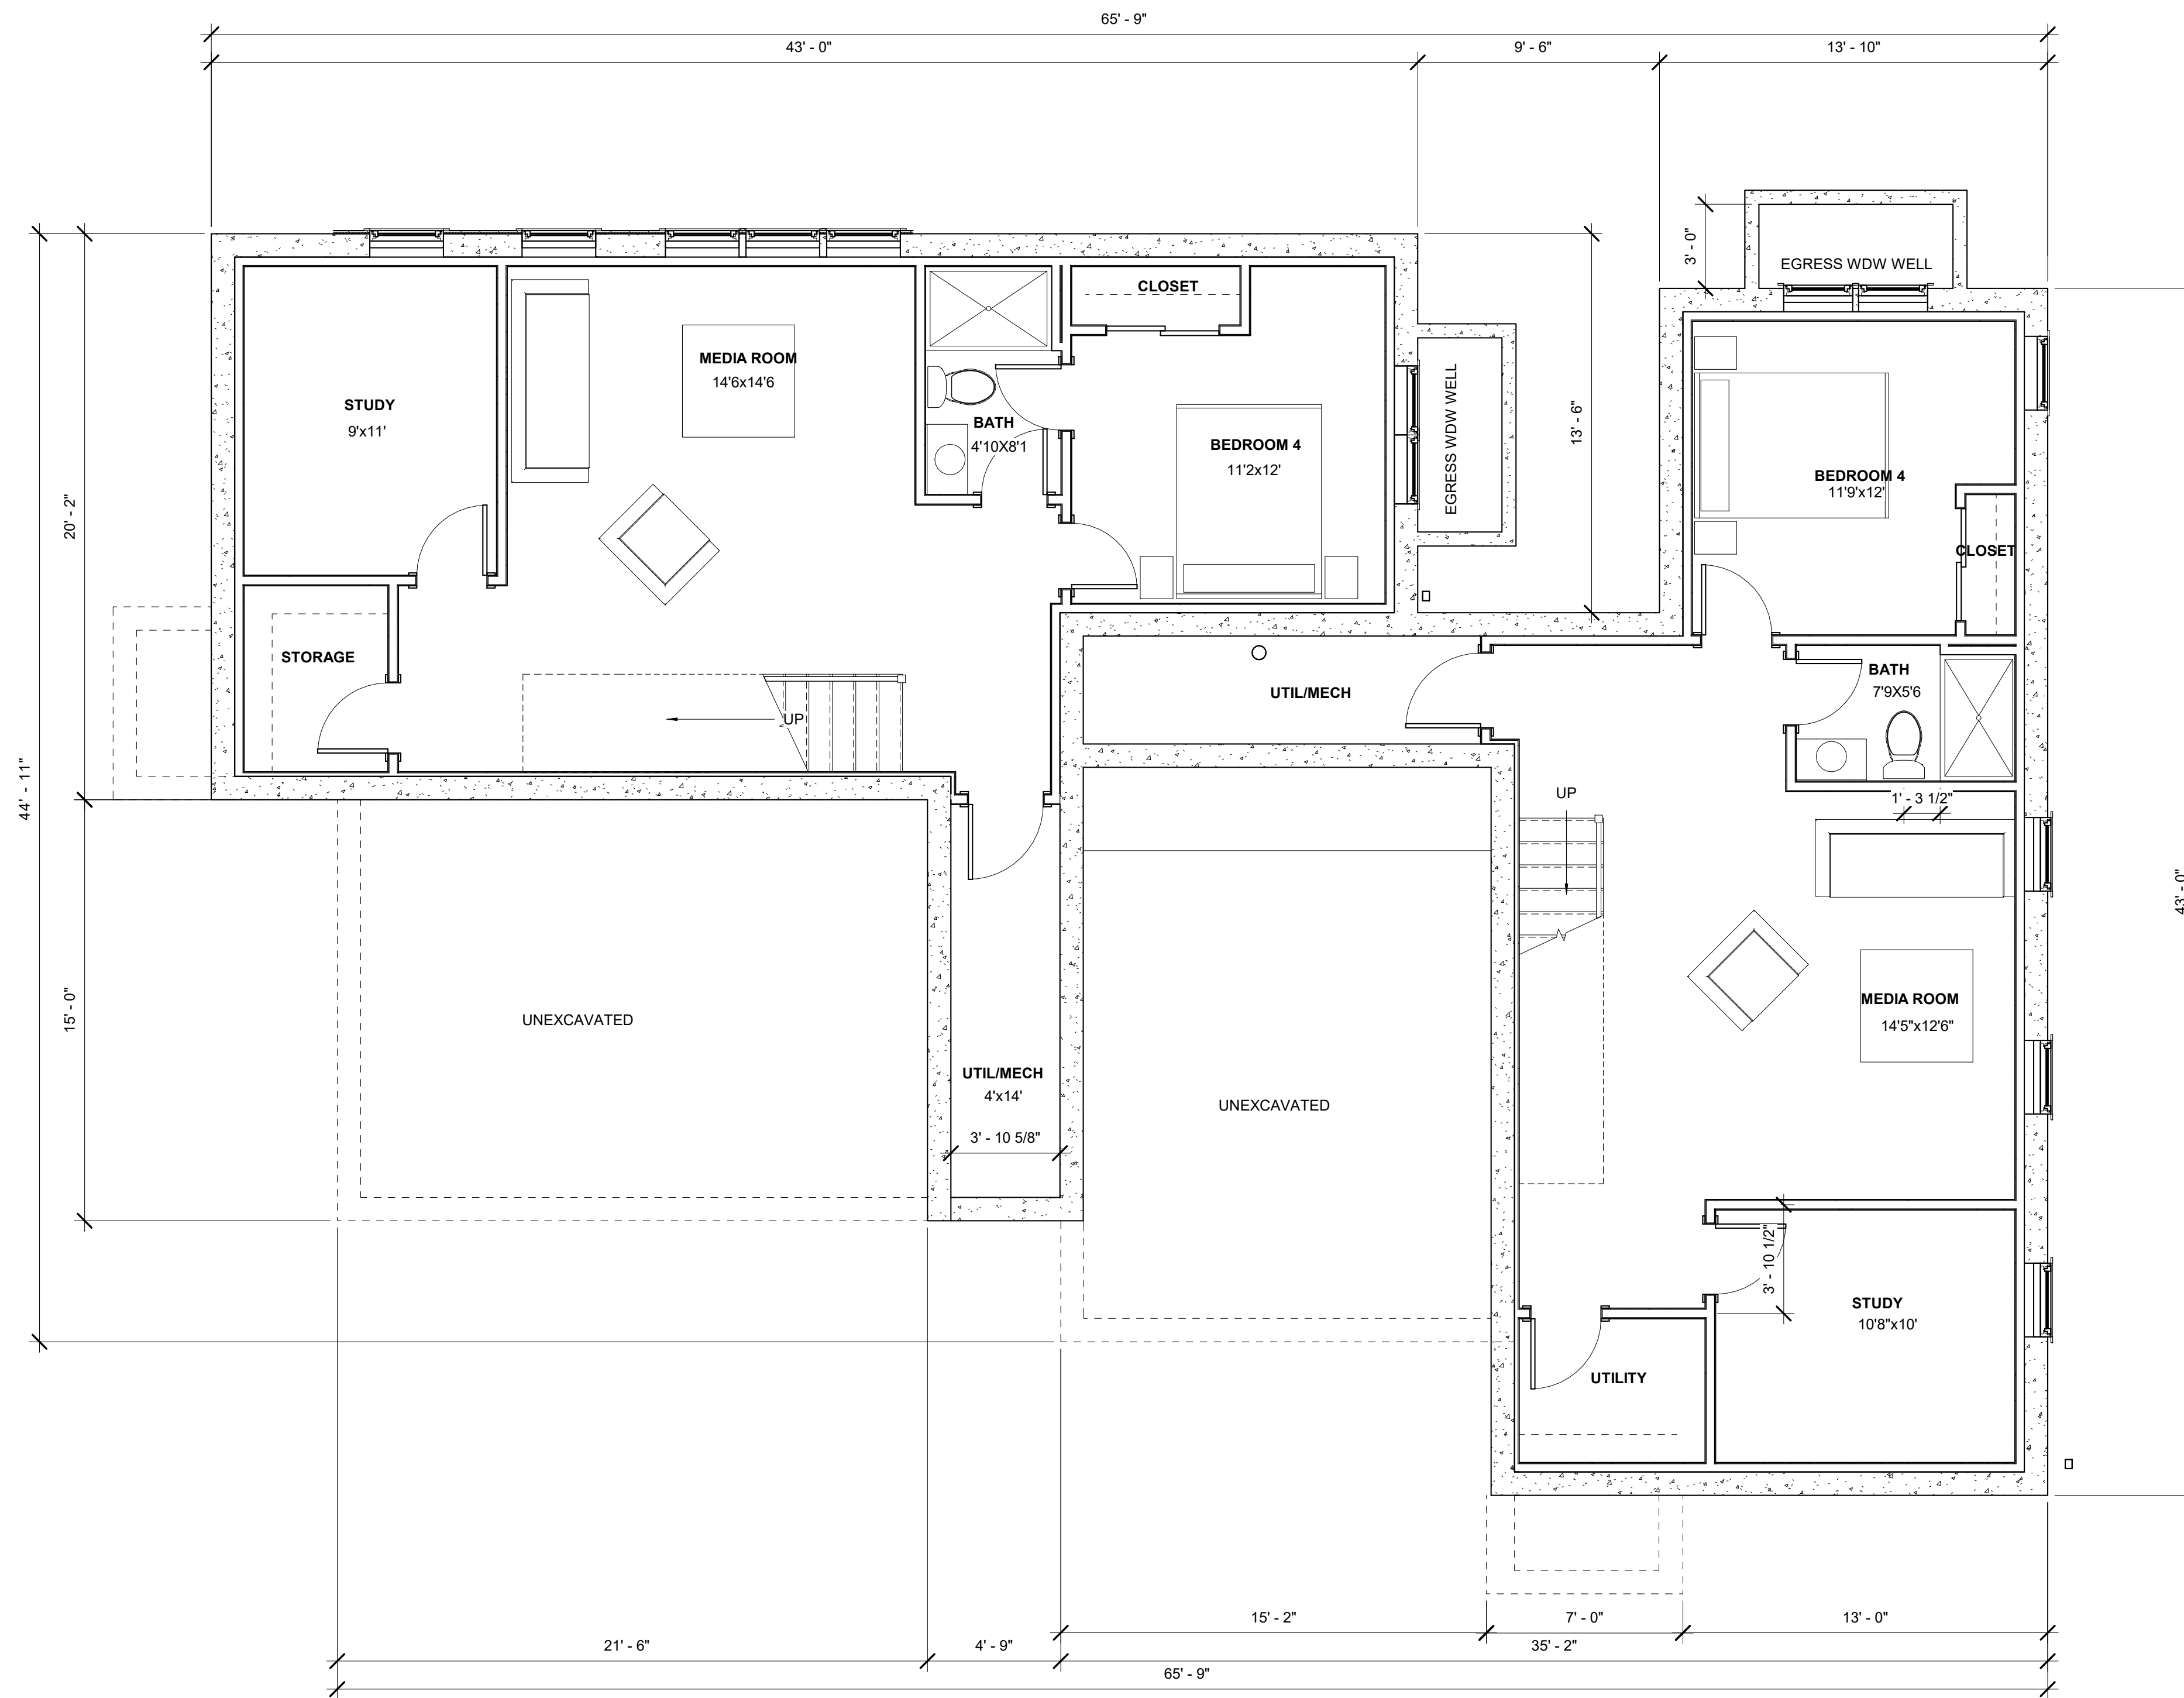 65' - 9"
43' - 0"
9' - 6"
13' - 10"
3' - 0"
EGRESS WDW WELL
CLOSET
MEDIA ROOM
14'6x14'6
STUDY
9'x11'
BATH
4'10X8'1
BEDROOM 4
11'2x12'
EGRESS WDW WELL
13' - 6"
BEDROOM 4
11'9'x12'
CLOSET
20' - 2"
44' - 11"
STORAGE
UP
UTIL/MECH
BATH
7'9X5'6
1' - 3 1/2"
UP
43' - 0"
15' - 0"
UNEXCAVATED
UTIL/MECH
4'x14'
3' - 10 5/8"
UNEXCAVATED
MEDIA ROOM
14'5"x12'6"
3' - 10 1/2"
STUDY
10'8"x10'
UTILITY
15' - 2"
7' - 0"
13' - 0"
21' - 6"
4' - 9"
35' - 2"
65' - 9"